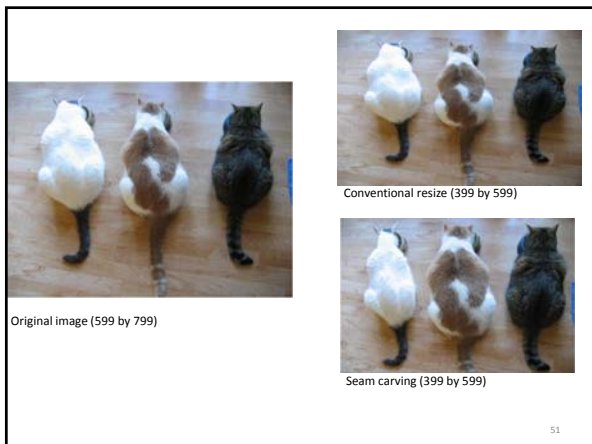 Conventional resize (399 by 599)
Original image (599 by 799)
Seam carving (399 by 599)
51